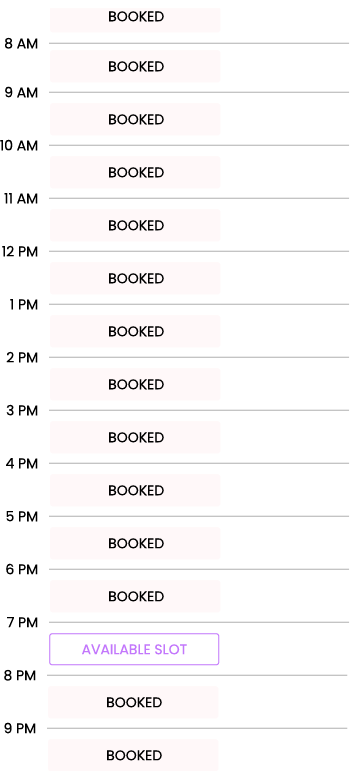 BOOKED
8 AM
BOOKED
9 AM
BOOKED
10 AM
BOOKED
11 AM
BOOKED
12 PM
BOOKED
1 PM
BOOKED
2 PM
BOOKED
3 PM
BOOKED
4 PM
BOOKED
5 PM
BOOKED
6 PM
BOOKED
7 PM
AVAILABLE SLOT
8 PM
BOOKED
9 PM
BOOKED